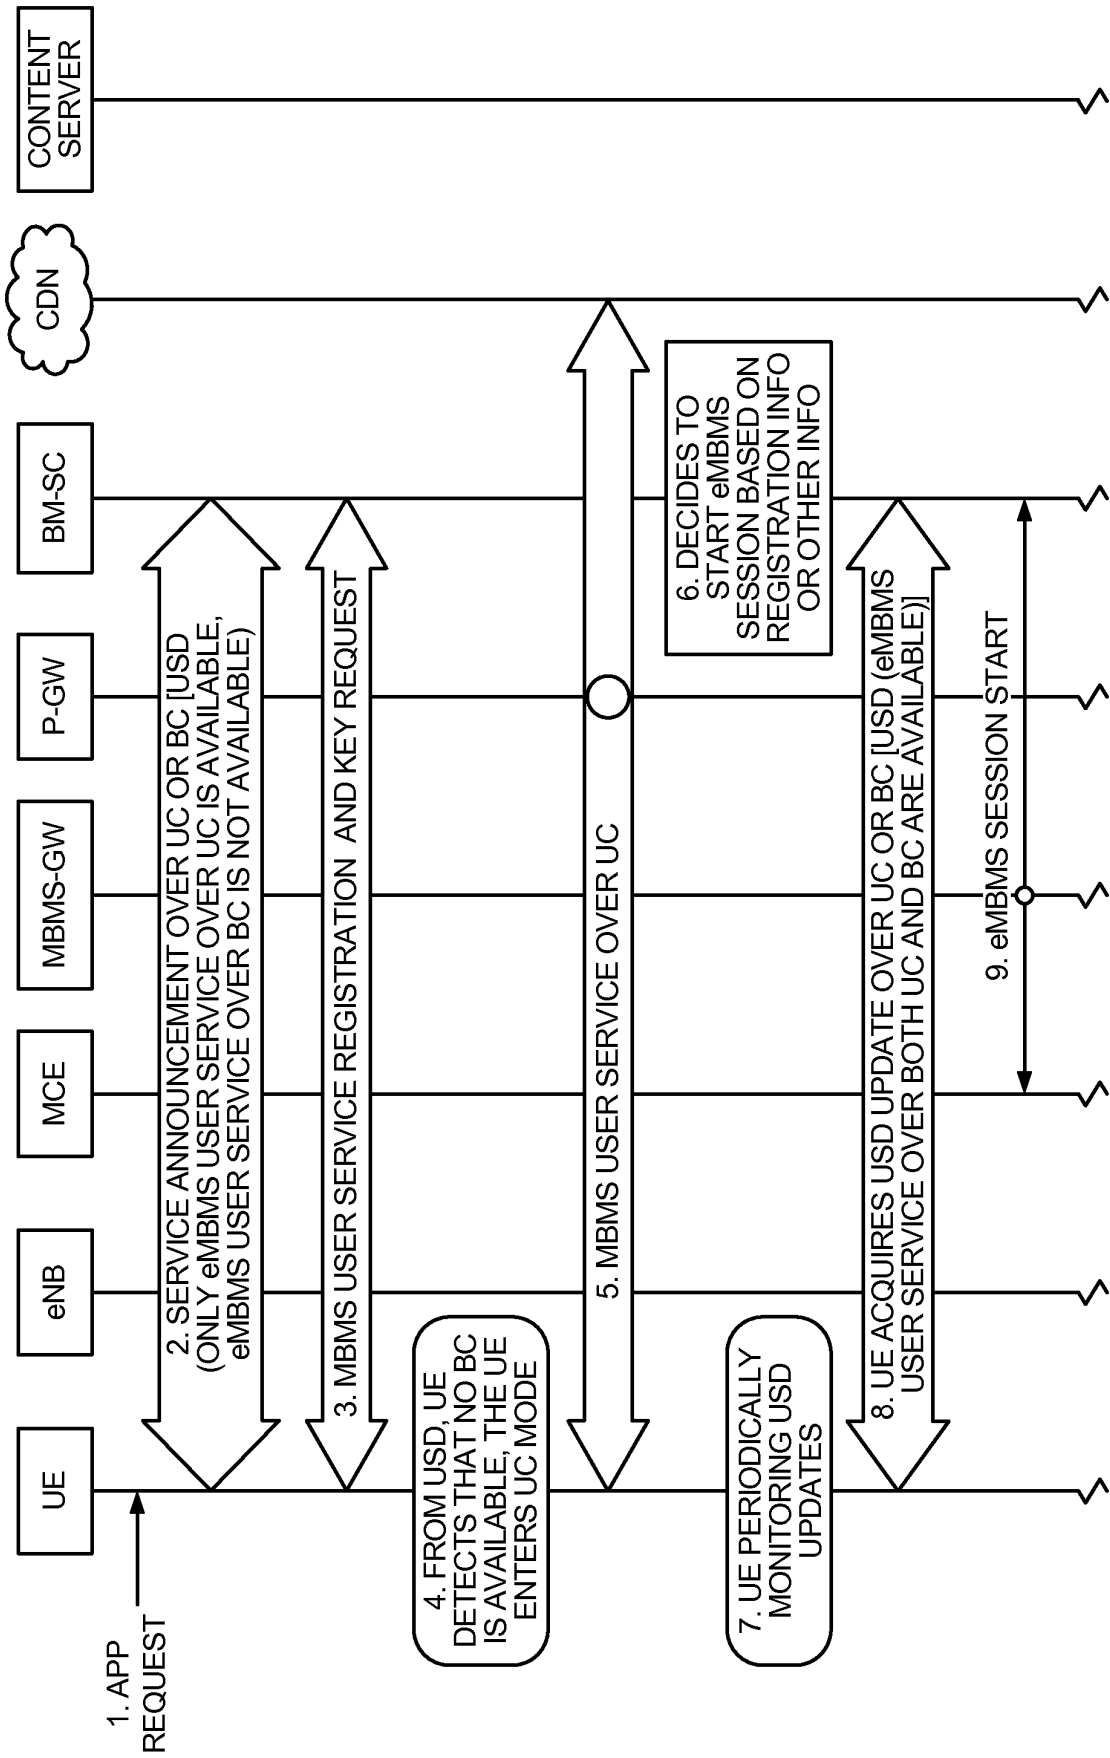 UE
eNB
MCE
MBMS-GW
P-GW
BM-SC
CDN
CONTENT
SERVER
1. APP
REQUEST
2. SERVICE ANNOUNCEMENT OVER UC OR BC [USD
(ONLY eMBMS USER SERVICE OVER UC IS AVAILABLE,
eMBMS USER SERVICE OVER BC IS NOT AVAILABLE)
3. MBMS USER SERVICE REGISTRATION AND KEY REQUEST
4. FROM USD, UE
DETECTS THAT NO BC
IS AVAILABLE, THE UE
ENTERS UC MODE
5. MBMS USER SERVICE OVER UC
6. DECIDES TO
START eMBMS
SESSION BASED ON
REGISTRATION INFO
OR OTHER INFO
7. UE PERIODICALLY
MONITORING USD
UPDATES
8. UE ACQUIRES USD UPDATE OVER UC OR BC [USD (eMBMS
USER SERVICE OVER BOTH UC AND BC ARE AVAILABLE)]
9. eMBMS SESSION START